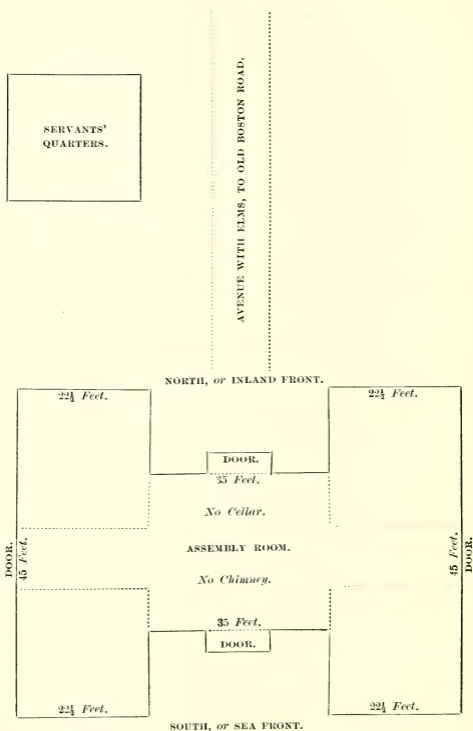 AVENUE WITH ELMS, TO OLD BOSTON ROAD.
SERVANTS'
QUARTERS.
NORTH, or INLAND FRONT.
22½ Feet.
22½ Feet.
DOOR.
35 Feet.
No Cellar.
DOOR.
45 Feet.
ASSEMBLY ROOM.
45 Feet.
DOOR.
No Chimney.
35 Feet.
DOOR.
22½ Feet.
22½ Feet.
SOUTH, or SEA FRONT.